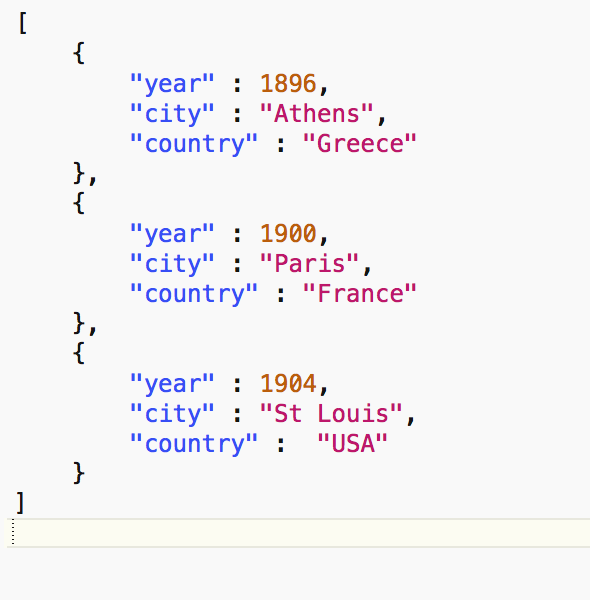 [
    {
        "year" : 1896,
        "city" : "Athens",
        "country" : "Greece"
    },
    {
        "year" : 1900,
        "city" : "Paris",
        "country" : "France"
    },
    {
        "year" : 1904,
        "city" : "St Louis",
        "country" :  "USA"
    }
]